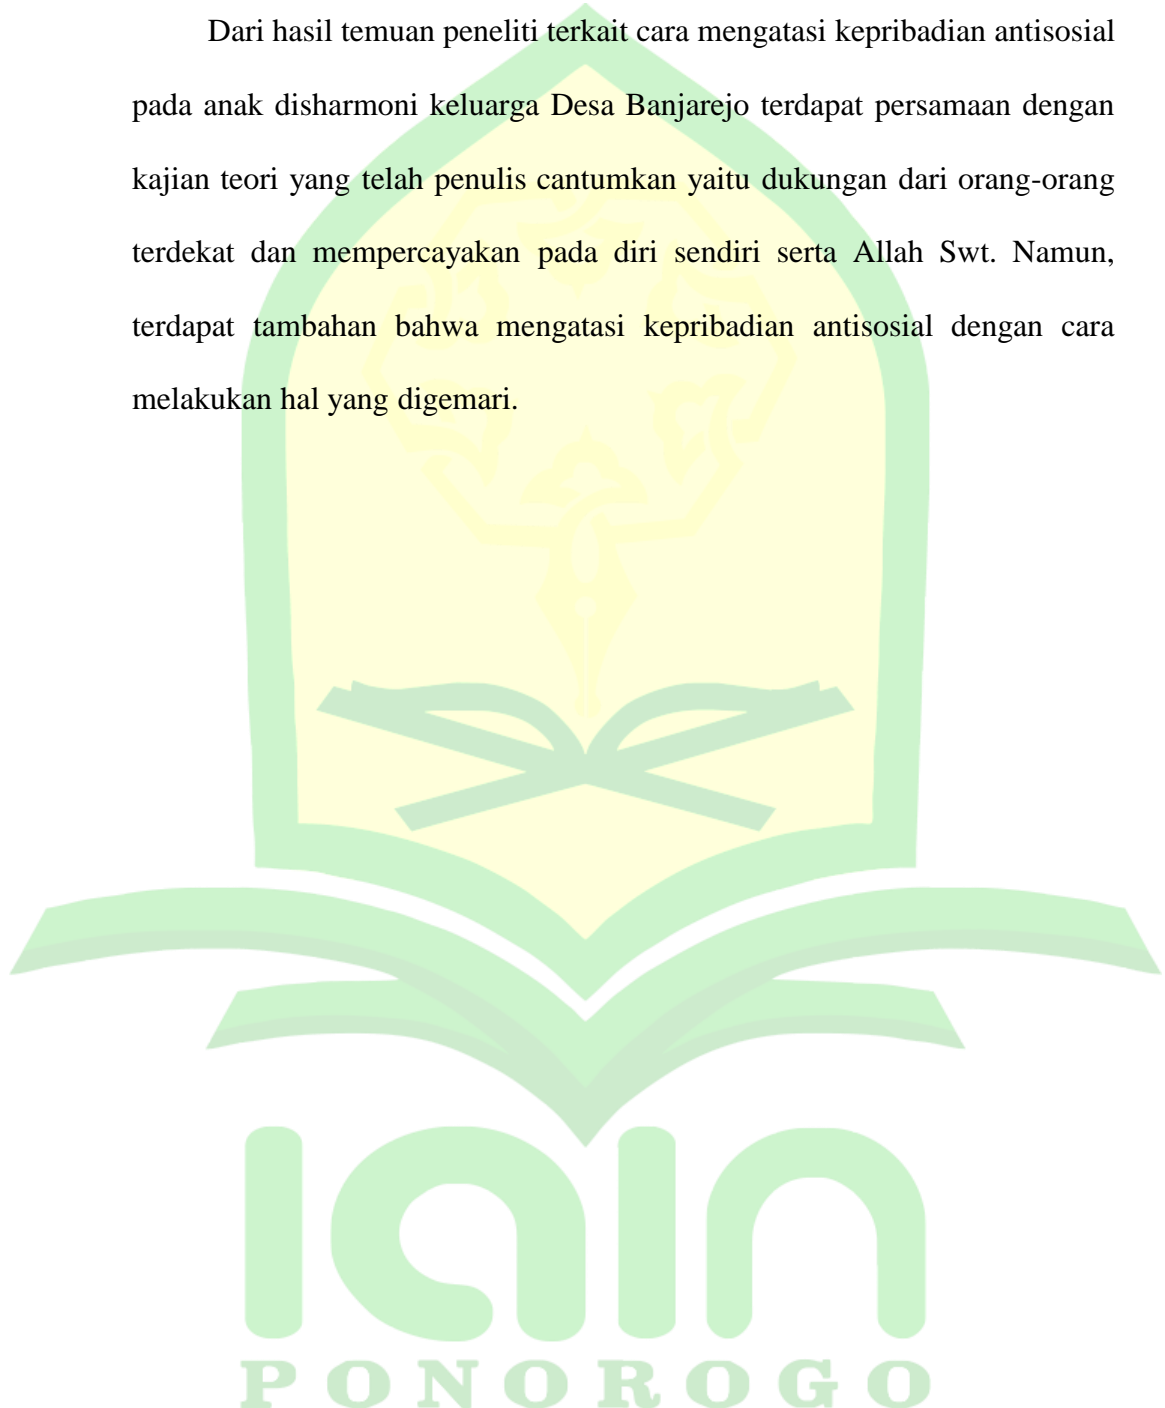 Dari hasil temuan peneliti terkait cara mengatasi kepribadian antisosial
pada anak disharmoni keluarga Desa Banjarejo terdapat persamaan dengan
kajian teori yang telah penulis cantumkan yaitu dukungan dari orang-orang
terdekat dan mempercayakan pada diri sendiri serta Allah Swt. Namun,
terdapat tambahan bahwa mengatasi kepribadian antisosial dengan cara
melakukan hal yang digemari.
iain
PONOROGO